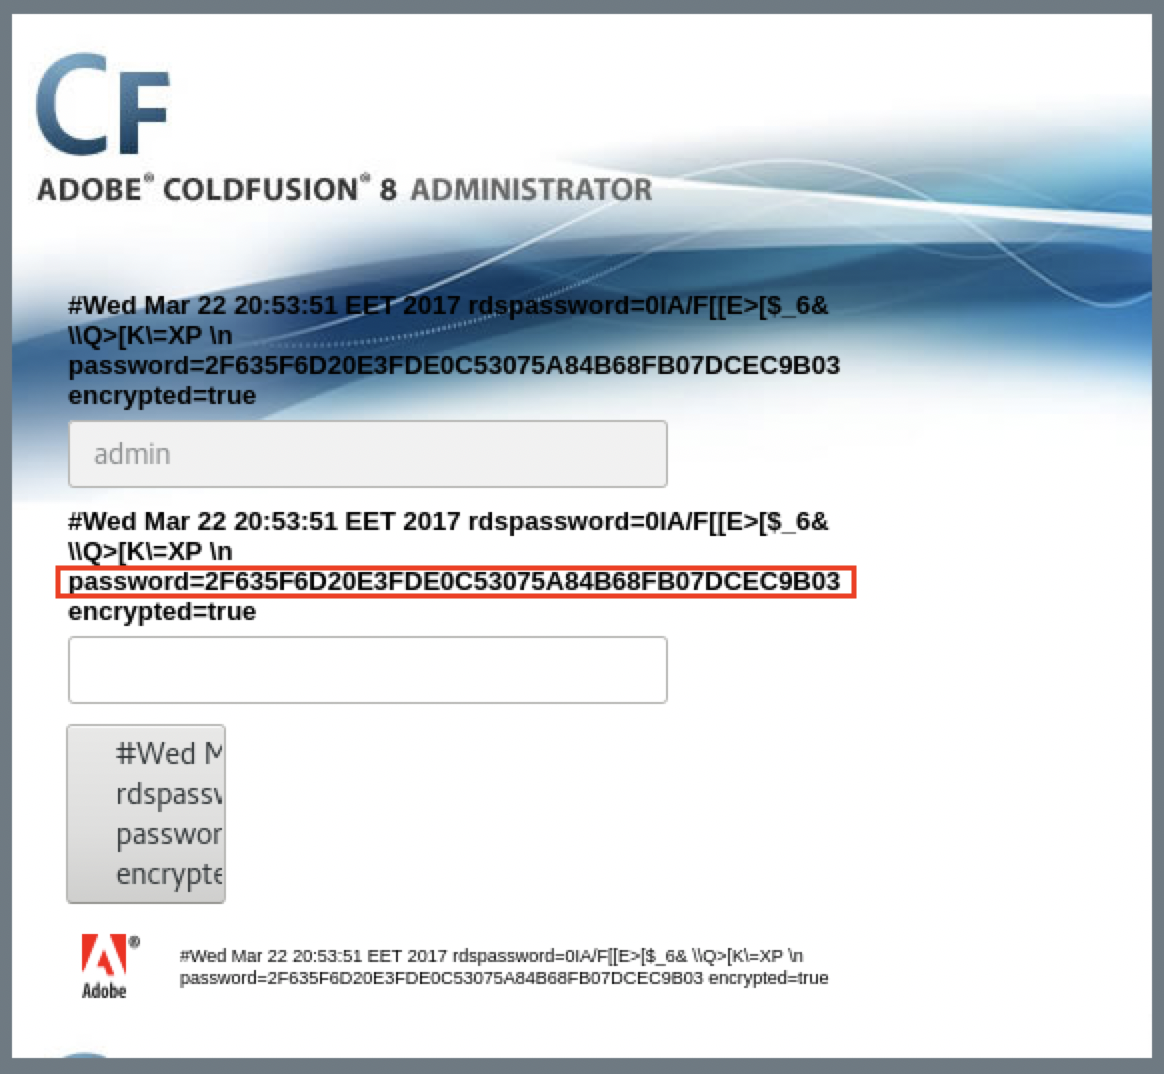 CF
ADOBE® COLDFUSION® 8 ADMINISTRATOR
#Wed Mar 22 20:53:51 EET 2017 rdspassword=0IA/F[[E>[$_6&
\\Q>[K\=XP \n
password=2F635F6D20E3FDE0C53075A84B68FB07DCEC9B03
encrypted=true
admin
#Wed Mar 22 20:53:51 EET 2017 rdspassword=0IA/F[[E>[$_6&
\\Q>[K\=XP \n
password=2F635F6D20E3FDE0C53075A84B68FB07DCEC9B03
encrypted=true
#Wed M
rdspassw
passwor
encrypte
Adobe®
#Wed Mar 22 20:53:51 EET 2017 rdspassword=0IA/F[[E>[$_6& \\Q>[K\=XP \n
password=2F635F6D20E3FDE0C53075A84B68FB07DCEC9B03 encrypted=true